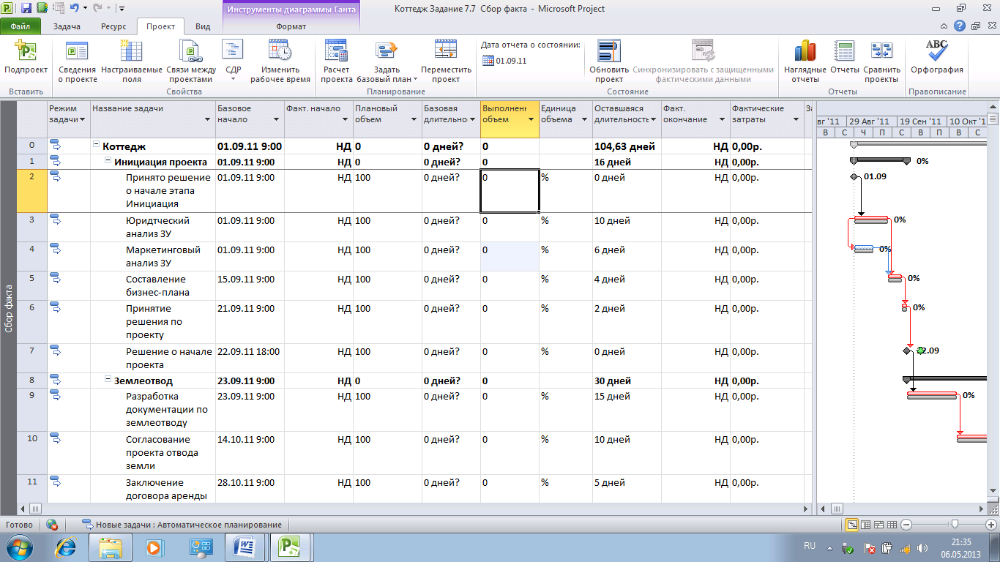 Инструменты диаграммы Ганта
Коттедж Задание 7.7 Сбор факта - Microsoft Project
Файл Задача Ресурс Проект Вид Формат
Дата отчета о состоянии:
01.09.11
Подпроект
Сведения о проекте
Настраиваемые поля
Связи между проектами
СДР
Изменить рабочее время
Расчет проекта
Задать базовый план
Переместить проект
Обновить проект
Синхронизировать с защищенными фактическими данными
Наглядные отчеты
Отчеты
Сравнить проекты
ABC
Орфография
Вставить Свойства Планирование Состояние Отчеты Правописание
Режим задачи
Название задачи
Базовое начало
Факт. начало
Плановый объем
Базовая длительно
Выполнен объем
Единица объема
Оставшаяся длительность
Факт. окончание
Фактические затраты
За
вг '11 29 Авг '11 19 Сен '11 10 Окт '1
В С Ч П С В П В С
0 Коттедж 01.09.11 9:00 НД 0 0 дней? 0 104,63 дней НД 0,00р.
1 Инициация проекта 01.09.11 9:00 НД 0 0 дней? 0 16 дней НД 0,00р. 0%
2 Принято решение 01.09.11 9:00 НД 100 0 дней? 0 % 0 дней НД 0,00р. 01.09
о начале этапа
Инициация
3 Юридтческий 01.09.11 9:00 НД 100 0 дней? 0 % 10 дней НД 0,00р. 0%
анализ ЗУ
4 Маркетинговый 01.09.11 9:00 НД 100 0 дней? 0 % 6 дней НД 0,00р. 0%
анализ ЗУ
5 Составление 15.09.11 9:00 НД 100 0 дней? 0 % 4 дней НД 0,00р. 0%
бизнес-плана
6 Принятие 21.09.11 9:00 НД 100 0 дней? 0 % 2 дней НД 0,00р. 0%
решения по
проекту
7 Решение о начале 22.09.11 18:00 НД 100 0 дней? 0 % 0 дней НД 0,00р. 2.09
проекта
8 Землеотвод 23.09.11 9:00 НД 0 0 дней? 0 30 дней НД 0,00р.
9 Разработка 23.09.11 9:00 НД 100 0 дней? 0 % 15 дней НД 0,00р. 0%
документации по
землеотводу
10 Согласование 14.10.11 9:00 НД 100 0 дней? 0 % 10 дней НД 0,00р.
проекта отвода
земли
11 Заключение 28.10.11 9:00 НД 100 0 дней? 0 % 5 дней НД 0,00р.
договора аренды
Сбор факта
Готово Новые задачи : Автоматическое планирование
RU 21:35
06.05.2013